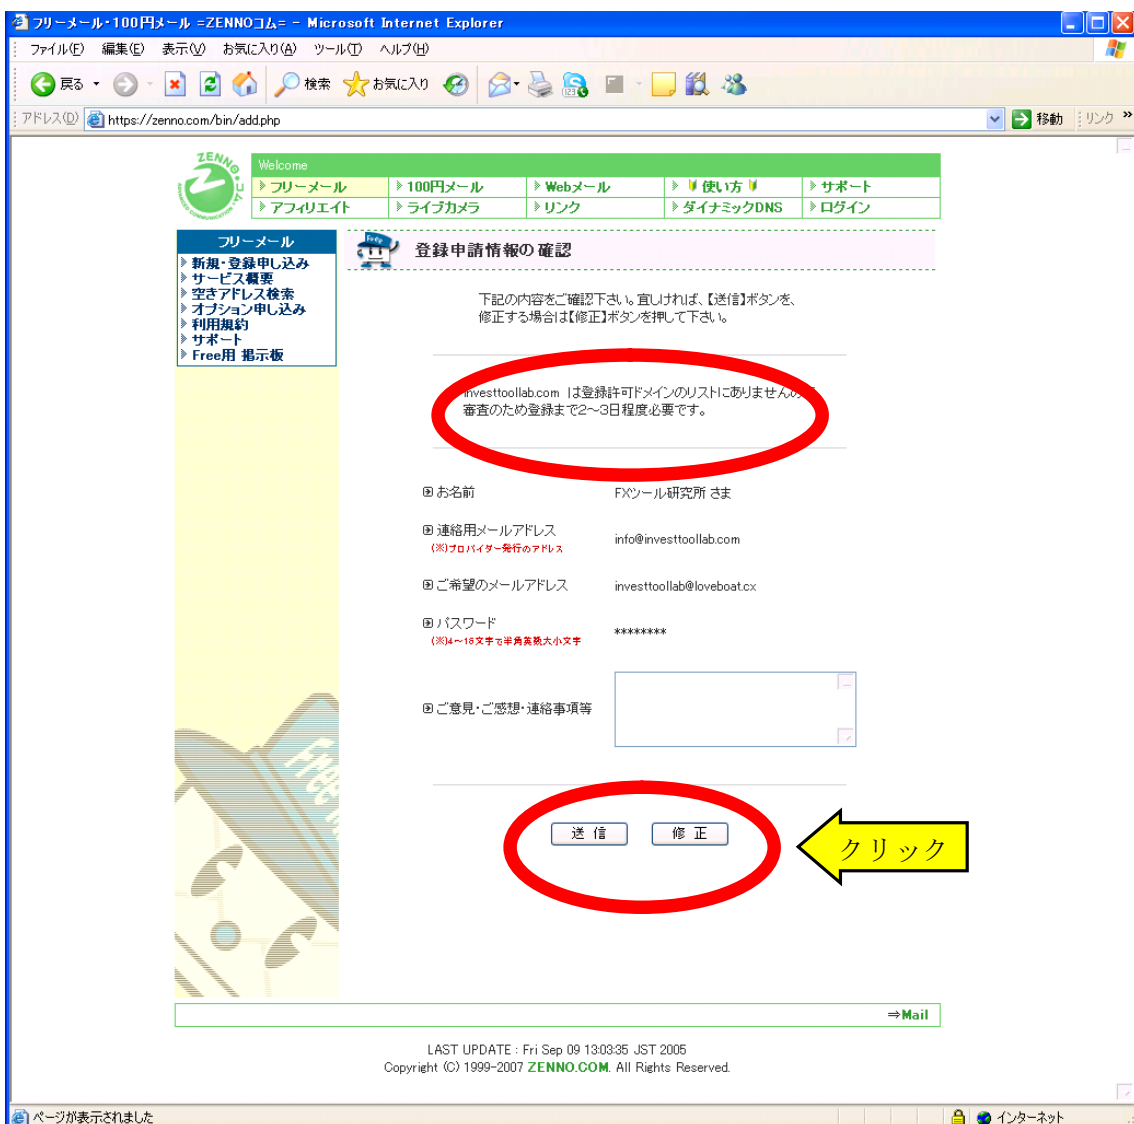 フリーメール・100円メール =ZENNOコム= - Microsoft Internet Explorer
ファイル(F) 編集(E) 表示(V) お気に入り(A) ツール(T) ヘルプ(H)
戻る 検索 お気に入り
アドレス(D) https://zenno.com/bin/add.php 移動 リンク »
ZENNOコム
Welcome
フリーメール 100円メール Webメール 使い方 サポート
アフィリエイト ライブカメラ リンク ダイナミックDNS ログイン
フリーメール
新規・登録申し込み
サービス概要
空きアドレス検索
オプション申し込み
利用規約
サポート
Free用 掲示板
登録申請情報の確認
下記の内容をご確認下さい。宜しければ、【送信】ボタンを、
修正する場合は【修正】ボタンを押して下さい。
investtoollab.com は登録許可ドメインのリストにありませんの
審査のため登録まで2〜3日程度必要です。
お名前 FXツール研究所 さま
連絡用メールアドレス info@investtoollab.com
(※)プロバイダー発行のアドレス
ご希望のメールアドレス investtoollab@loveboat.cx
パスワード ********
(※)4〜16文字で半角英数大小文字
ご意見・ご感想・連絡事項等
送 信 修 正
クリック
⇒Mail
LAST UPDATE : Fri Sep 09 13:03:35 JST 2005
Copyright (C) 1999-2007 ZENNO.COM. All Rights Reserved.
ページが表示されました インターネット